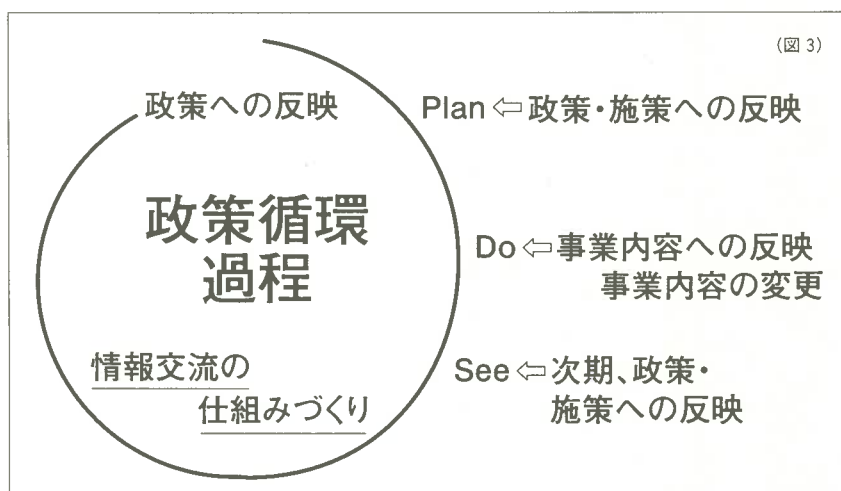 (図3)
政策への反映
Plan⇦政策・施策への反映
政策循環
過程
Do⇦事業内容への反映
事業内容の変更
情報交流の
仕組みづくり
See⇦次期、政策・
施策への反映